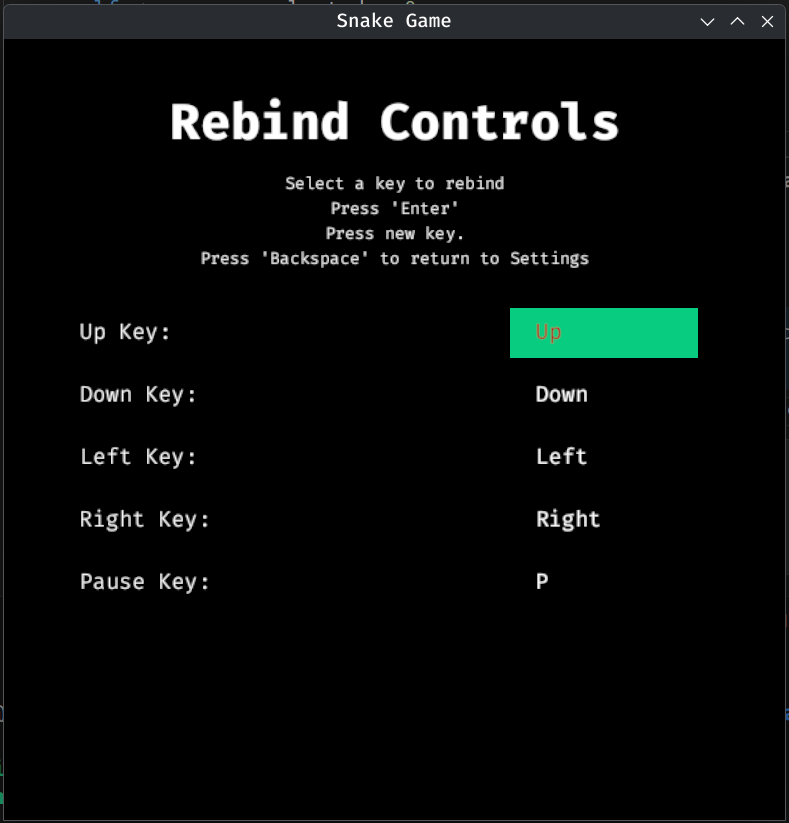 Snake Game
Rebind Controls
Select a key to rebind
Press 'Enter'
Press new key.
Press 'Backspace' to return to Settings
Up Key: Up
Down Key: Down
Left Key: Left
Right Key: Right
Pause Key: P